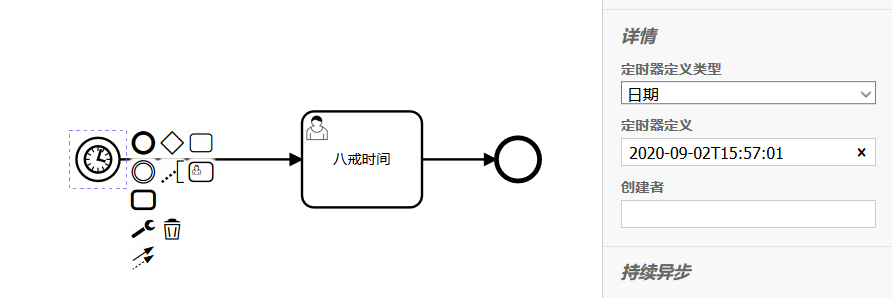 八戒时间
详情
定时器定义类型
日期
定时器定义
2020-09-02T15:57:01
创建者
持续异步